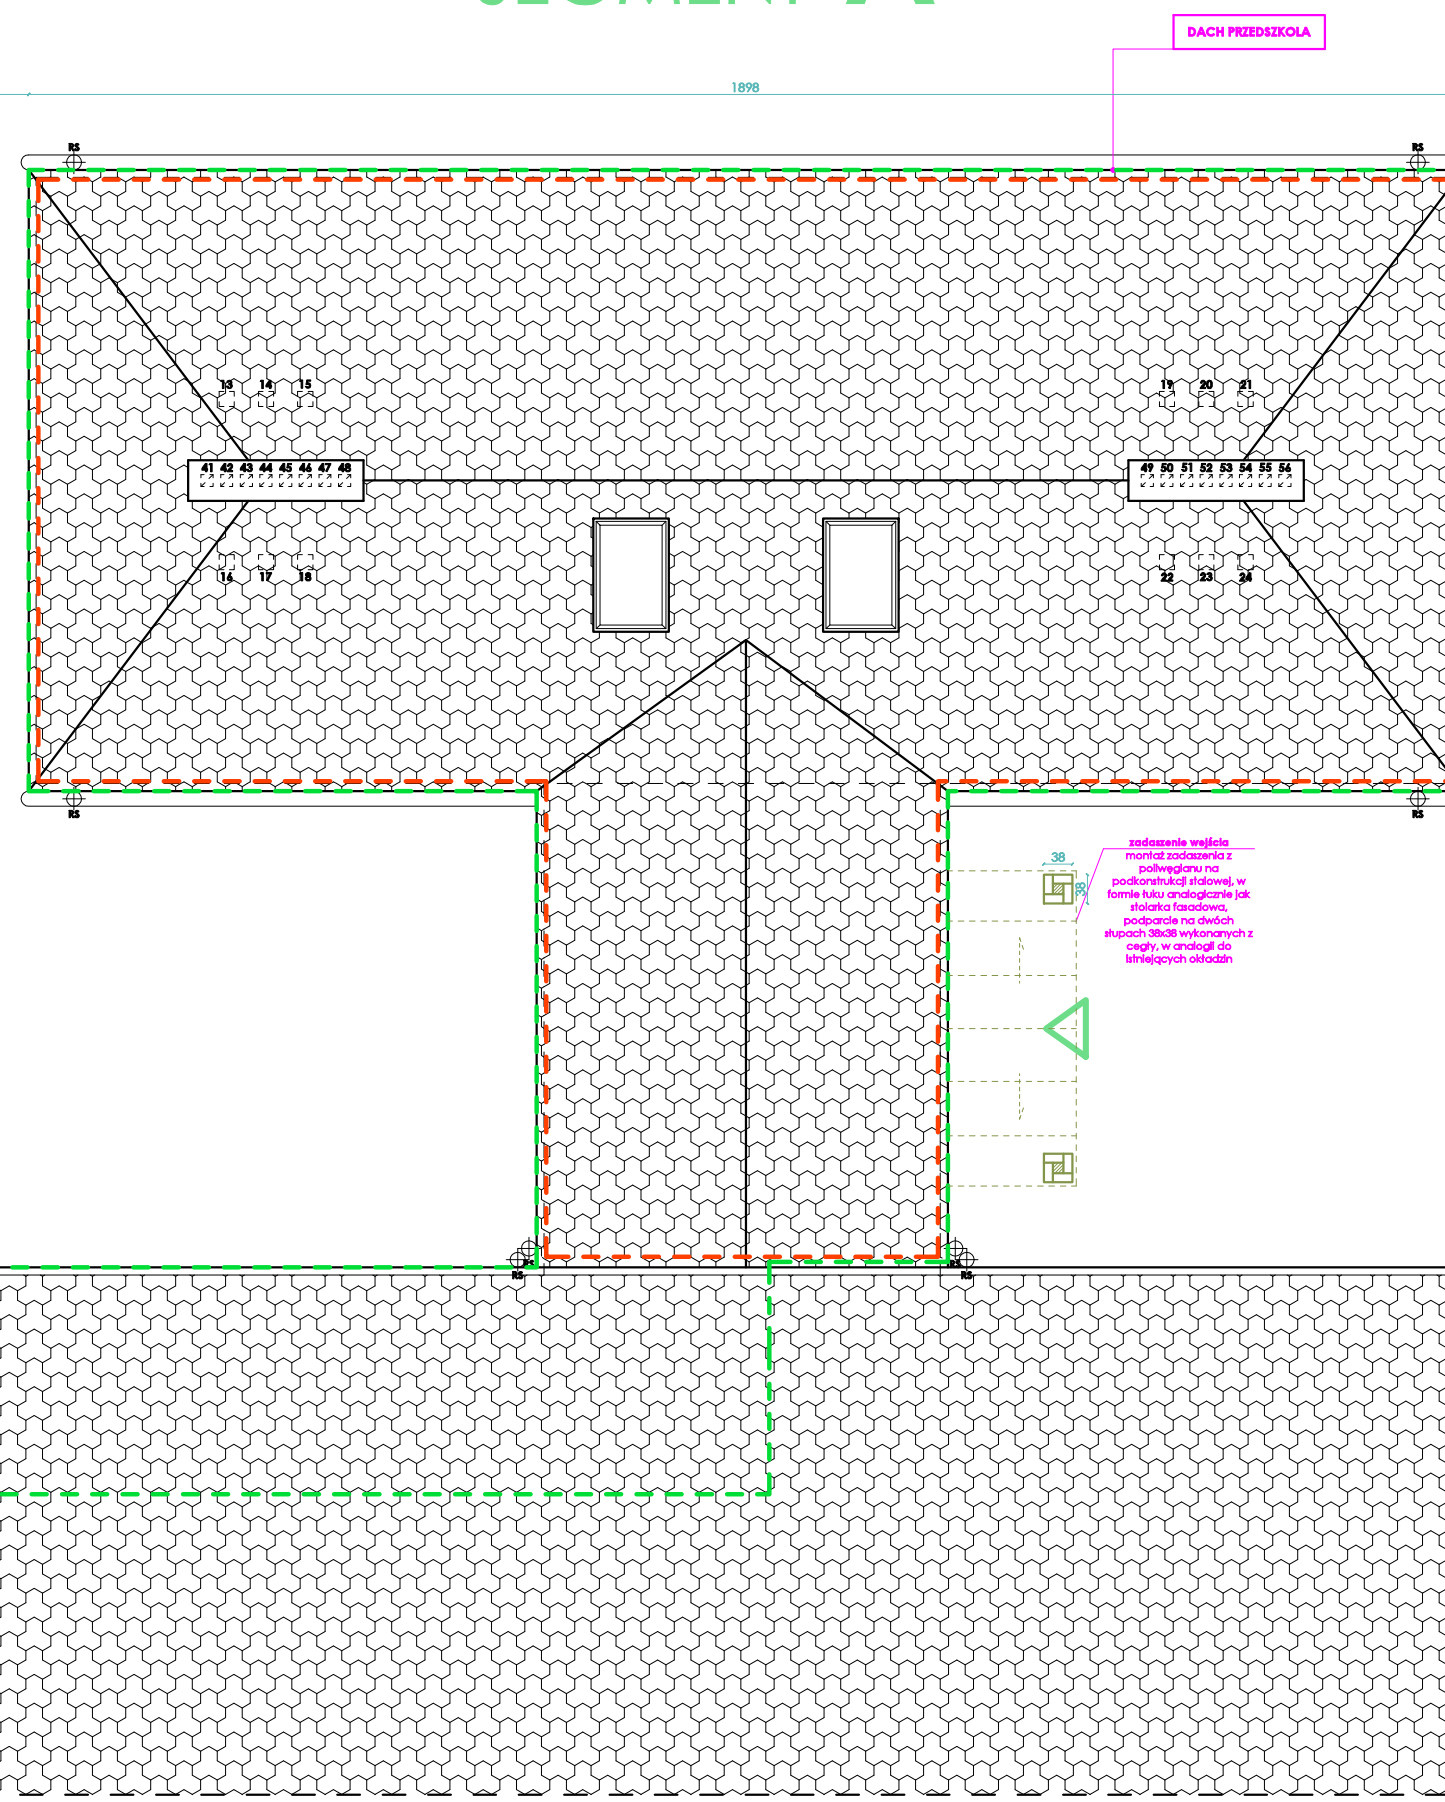 SEGMENT A
DACH PRZEDSZKOLA
1898
RS
RS
13 14 15
19 20 21
41 42 43 44 45 46 47 48
49 50 51 52 53 54 55 56
16 17 18
22 23 24
RS
RS
zadaszenie wejścia
montaż zadaszenia z
poliwęglanu na
podkonstrukcji stalowej, w
formie łuku analogicznie jak
stolarka fasadowa,
podparcie na dwóch
słupach 38x38 wykonanych z
cegły, w analogii do
istniejących okładzin
38
38
RS
RS
RS
RS